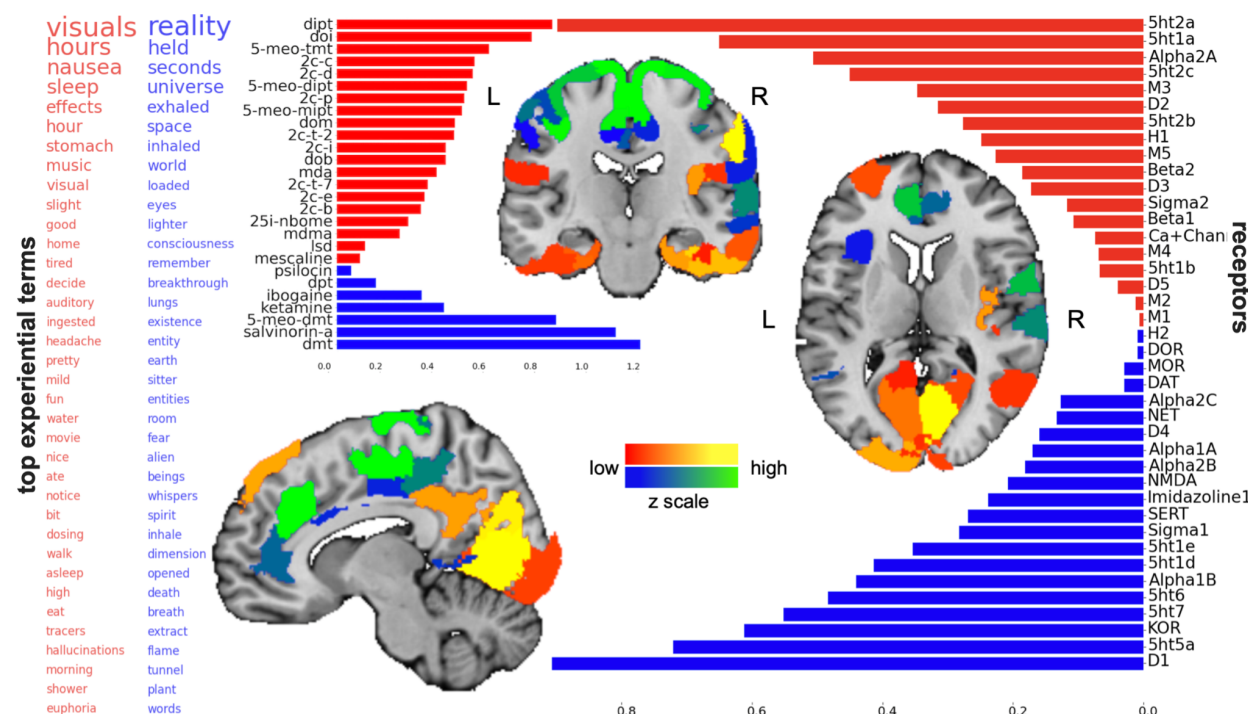 top experiential terms
visuals
hours
nausea
sleep
effects
hour
stomach
music
visual
slight
good
home
tired
decide
auditory
ingested
headache
pretty
mild
fun
water
movie
nice
ate
notice
bit
dosing
walk
asleep
high
eat
tracers
hallucinations
morning
shower
euphoria
reality
held
seconds
universe
exhaled
space
inhaled
world
loaded
eyes
lighter
consciousness
remember
breakthrough
lungs
existence
entity
earth
sitter
entities
room
fear
alien
beings
whispers
spirit
inhale
dimension
opened
death
breath
extract
flame
tunnel
plant
words
dipt
doi
5-meo-tmt
2c-c
2c-d
5-meo-dipt
2c-p
5-meo-mipt
dom
2c-t-2
2c-i
dob
mda
2c-t-7
2c-e
2c-b
25i-nbome
mdma
lsd
mescaline
psilocin
dpt
ibogaine
ketamine
5-meo-dmt
salvinorin-a
dmt
0.0 0.2 0.4 0.6 0.8 1.0 1.2
L R
L R
low high
z scale
5ht2a
5ht1a
Alpha2A
5ht2c
M3
D2
5ht2b
H1
M5
Beta2
D3
Sigma2
Beta1
Ca+Chan
M4
5ht1b
D5
M2
M1
H2
DOR
MOR
DAT
Alpha2C
NET
D4
Alpha1A
Alpha2B
NMDA
Imidazoline1
SERT
Sigma1
5ht1e
5ht1d
Alpha1B
5ht6
5ht7
KOR
5ht5a
D1
receptors
0.8 0.6 0.4 0.2 0.0